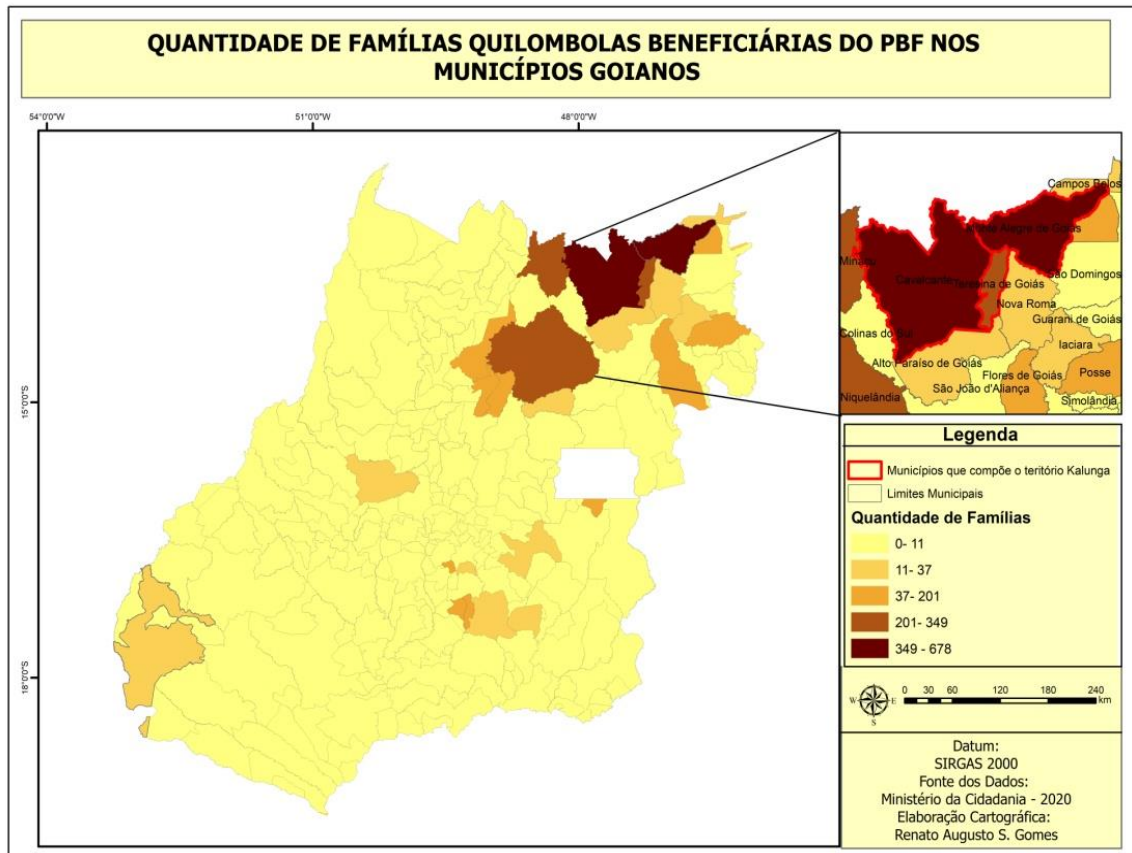 QUANTIDADE DE FAMÍLIAS QUILOMBOLAS BENEFICIÁRIAS DO PBF NOS
MUNICÍPIOS GOIANOS
54°0'0"W
51°0'0"W
48°0'0"W
15°0'0"S
18°0'0"S
Campos Belos
Monte Alegre de Goiás
Minaçu
Cavalcante
São Domingos
Teresina de Goiás
Nova Roma
Guarani de Goiás
Colinas do Sul
Iaciara
Alto Paraíso de Goiás
Flores de Goiás
Posse
São João d'Aliança
Niquelândia
Simolândia
Legenda
Municípios que compõe o teritório Kalunga
Limites Municipais
Quantidade de Famílias
0- 11
11- 37
37- 201
201- 349
349 - 678
W
E
S
0 30 60 120 180 240
km
Datum:
SIRGAS 2000
Fonte dos Dados:
Ministério da Cidadania - 2020
Elaboração Cartográfica:
Renato Augusto S. Gomes